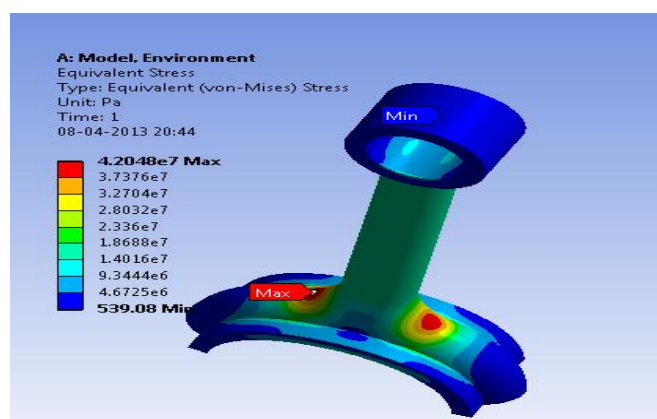 A: Model, Environment
Equivalent Stress
Type: Equivalent (von-Mises) Stress
Unit: Pa
Time: 1
08-04-2013 20:44
4.2048e7 Max
3.7376e7
3.2704e7
2.8032e7
2.336e7
1.8688e7
1.4016e7
9.3444e6
4.6725e6
539.08 Min
Min
Max